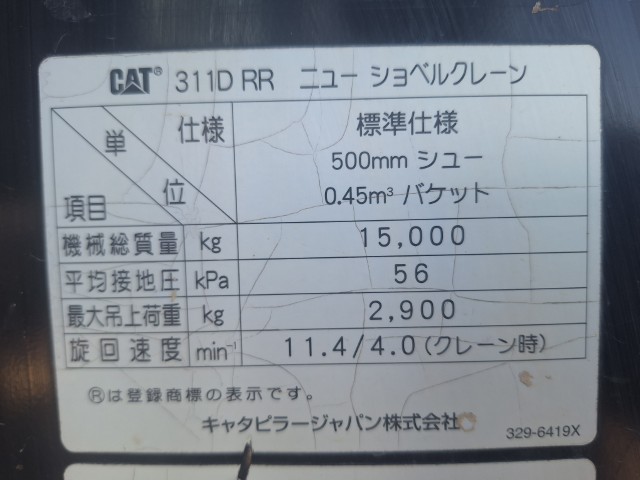 CAT® 311D RR ニュー ショベルクレーン
単位 仕様 標準仕様
500mm シュー
項目 0.45m³ バケット
機械総質量 kg 15,000
平均接地圧 kPa 56
最大吊上荷重 kg 2,900
旋回速度 min⁻¹ 11.4/4.0(クレーン時)
Ⓡは登録商標の表示です。
キャタピラージャパン株式会社
329-6419X